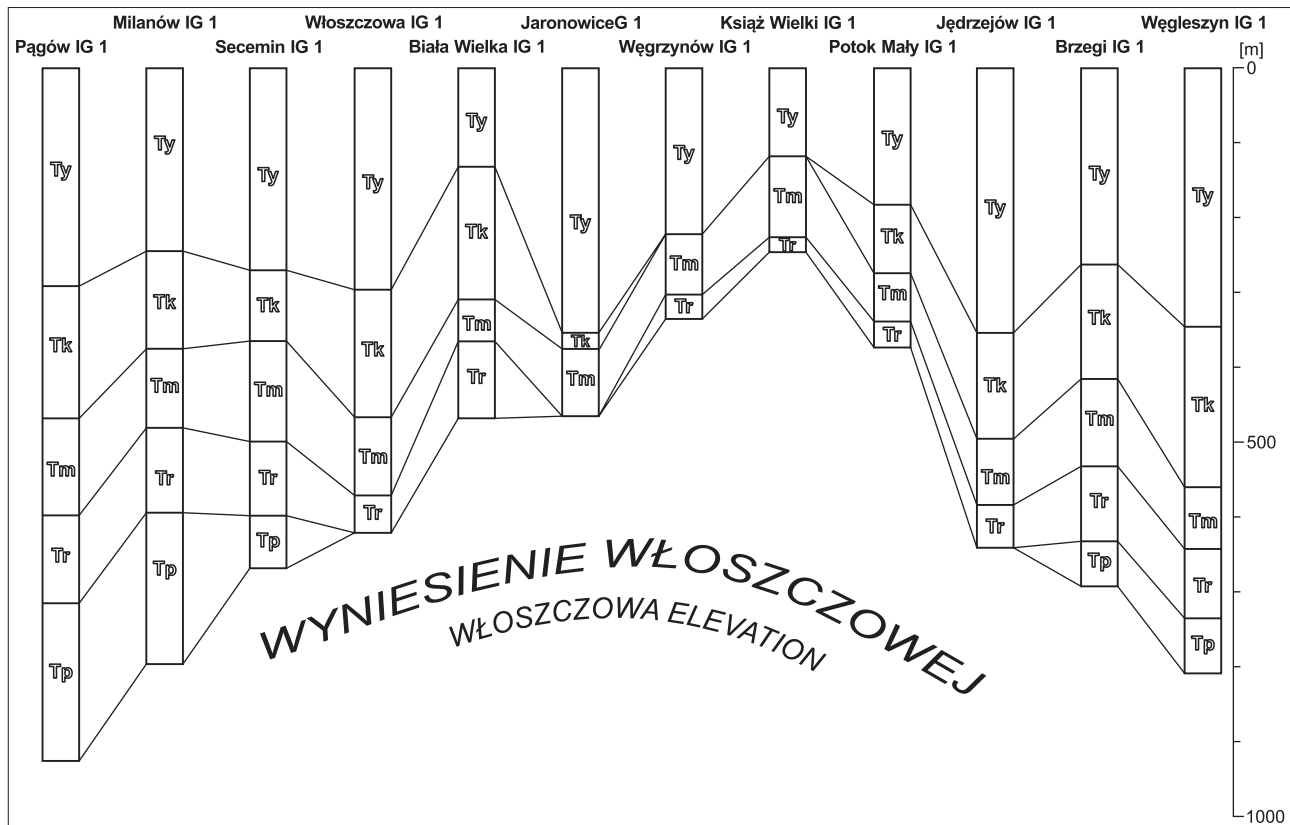 Milanów IG 1 Włoszczowa IG 1 JaronowiceG 1 Książ Wielki IG 1 Jędrzejów IG 1 Węgleszyn IG 1
Pągów IG 1 Secemin IG 1 Biała Wielka IG 1 Węgrzynów IG 1 Potok Mały IG 1 Brzegi IG 1 [m]
0
Ty Tk Tm Tr Tp
Ty Tk Tm Tr Tp
Ty Tk Tm Tr Tp
Ty Tk Tm Tr
Ty Tk Tm Tr
Ty Tk Tm
Ty Tm Tr
Ty Tm Tr
Ty Tk Tm Tr
Ty Tk Tm Tr
Ty Tk Tm Tr Tp
Ty Tk Tm Tr Tp
500
WYNIESIENIE WŁOSZCZOWEJ
WŁOSZCZOWA ELEVATION
1000